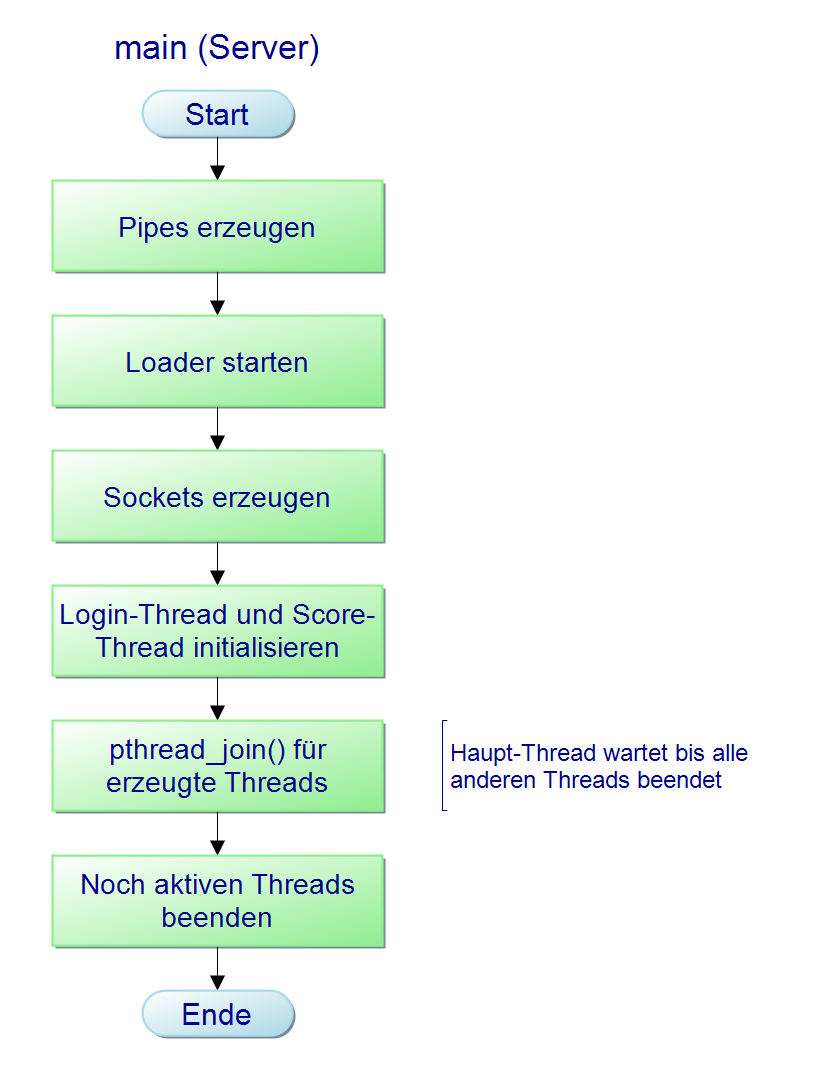 main (Server)
Start
Pipes erzeugen
Loader starten
Sockets erzeugen
Login-Thread und Score-
Thread initialisieren
pthread_join() für
erzeugte Threads
Haupt-Thread wartet bis alle
anderen Threads beendet
Noch aktiven Threads
beenden
Ende